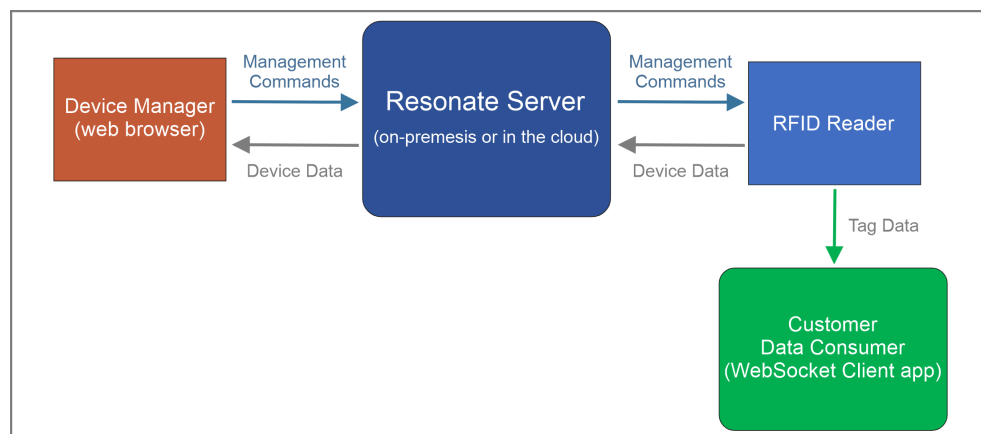 Management
Commands
Management
Commands
Device Manager
(web browser)
Resonate Server
(on-premesis or in the cloud)
RFID Reader
Device Data
Device Data
Tag Data
Customer
Data Consumer
(WebSocket Client app)